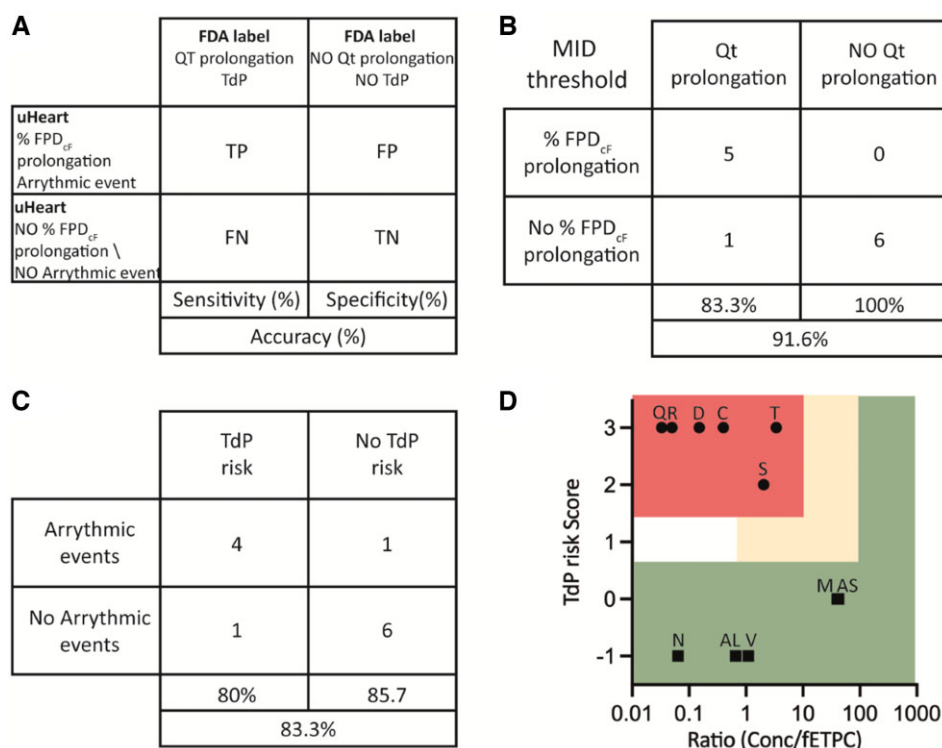 A
FDA label
QT prolongation
TdP
FDA label
NO Qt prolongation
NO TdP
uHeart
% FPDcF
prolongation
Arrythmic event
TP
FP
uHeart
NO % FPDcF
prolongation \
NO Arrythmic event
FN
TN
Sensitivity (%)
Specificity(%)
Accuracy (%)
B
MID
threshold
Qt
prolongation
NO Qt
prolongation
% FPDcF
prolongation
5
0
No % FPDcF
prolongation
1
6
83.3%
100%
91.6%
C
TdP
risk
No TdP
risk
Arrythmic
events
4
1
No Arrythmic
events
1
6
80%
85.7
83.3%
D
TdP risk Score
3
2
1
0
-1
Q R D C T
S
M AS
N AL V
0.01 0.1 1 10 100 1000
Ratio (Conc/fETPC)